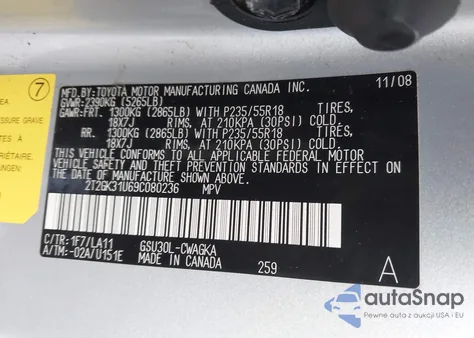 7
EA.
PRESSURE GRAVE
PRIÉTAIRE.
MFD. BY: TOYOTA MOTOR MANUFACTURING CANADA INC. 11/08
GVWR: 2390KG (5265LB)
GAWR: FRT. 1300KG (2865LB) WITH P235/55R18 TIRES,
18X7J RIMS, AT 210KPA (30PSI) COLD.
RR. 1300KG (2865LB) WITH P235/55R18 TIRES,
18X7J RIMS, AT 210KPA (30PSI) COLD.
THIS VEHICLE CONFORMS TO ALL APPLICABLE FEDERAL MOTOR
VEHICLE SAFETY AND THEFT PREVENTION STANDARDS IN EFFECT
ON THE DATE OF MANUFACTURE SHOWN ABOVE.
2T2GK31U69C080236 MPV
C/TR: 1F7/LA11 GSU30L-CWAGKA
A/TM:-02A/U151E MADE IN CANADA 259 A
autoSnap
Pewne auta z aukcji USA i EU